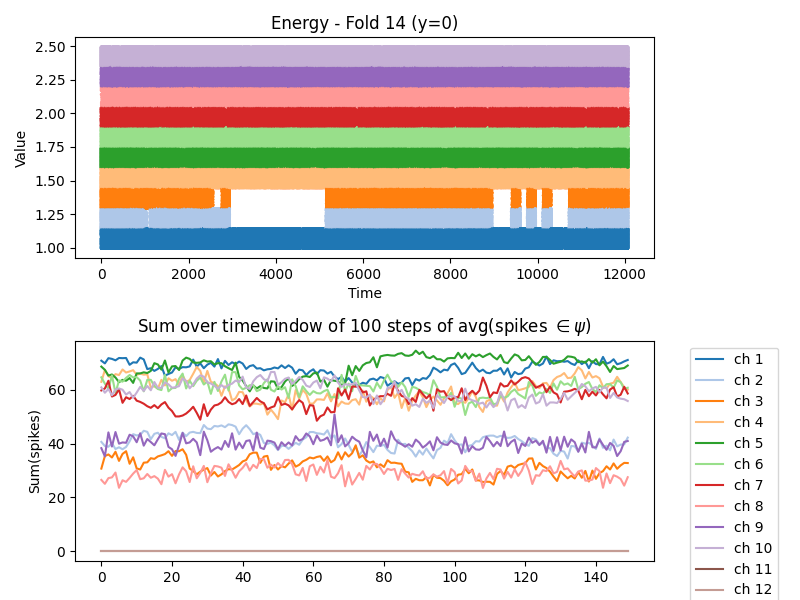 Energy - Fold 14 (y=0)
2.50
2.25
2.00
1.75
1.50
1.25
1.00
Value
0 2000 4000 6000 8000 10000 12000
Time
Sum over timewindow of 100 steps of avg(spikes ∈ ψ)
60
40
20
0
Sum(spikes)
0 20 40 60 80 100 120 140
ch 1
ch 2
ch 3
ch 4
ch 5
ch 6
ch 7
ch 8
ch 9
ch 10
ch 11
ch 12